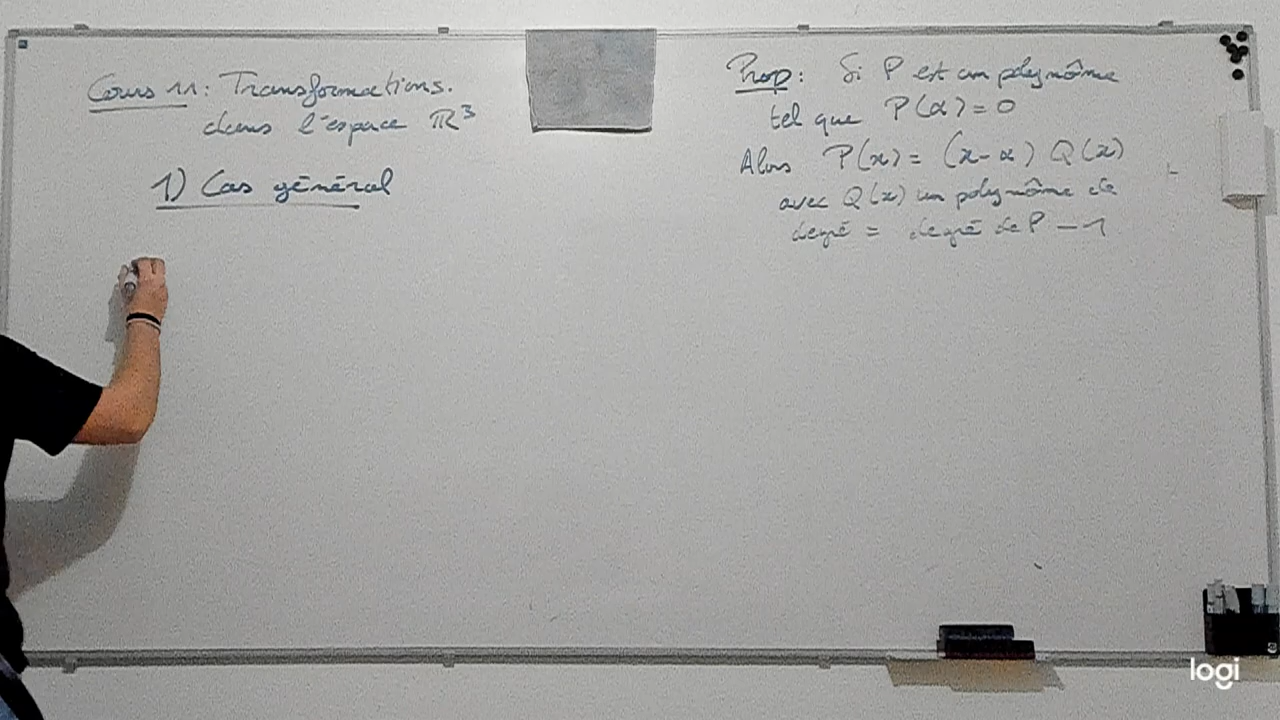 Cours 11: Transformations.
dans l'espace ℝ³
1) Cas général
Prop: Si P est un polynôme
tel que P(α)=0
Alors P(x)= (x-α) Q(x)
avec Q(x) un polynôme de
degré = degré de P - 1
logi